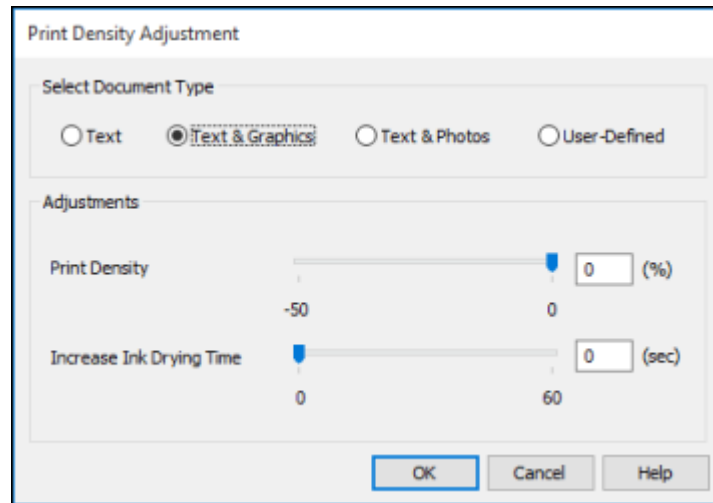 Print Density Adjustment
Select Document Type
Text Text & Graphics Text & Photos User-Defined
Adjustments
Print Density 0 (%)
-50 0
Increase Ink Drying Time 0 (sec)
0 60
OK Cancel Help